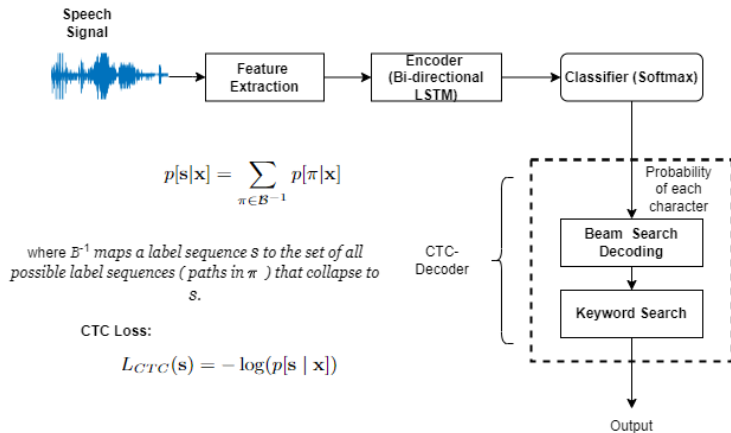 Speech
Signal
Feature
Extraction
Encoder
(Bi-directional
LSTM)
Classifier (Softmax)
p[s|x] = ∑ p[π|x]
π∈B⁻¹
Probability
of each
character
where B⁻¹ maps a label sequence s to the set of all
possible label sequences ( paths in π ) that collapse to
s.
CTC-
Decoder
Beam Search
Decoding
Keyword Search
CTC Loss:
L_CTC(s) = − log(p[s | x])
Output